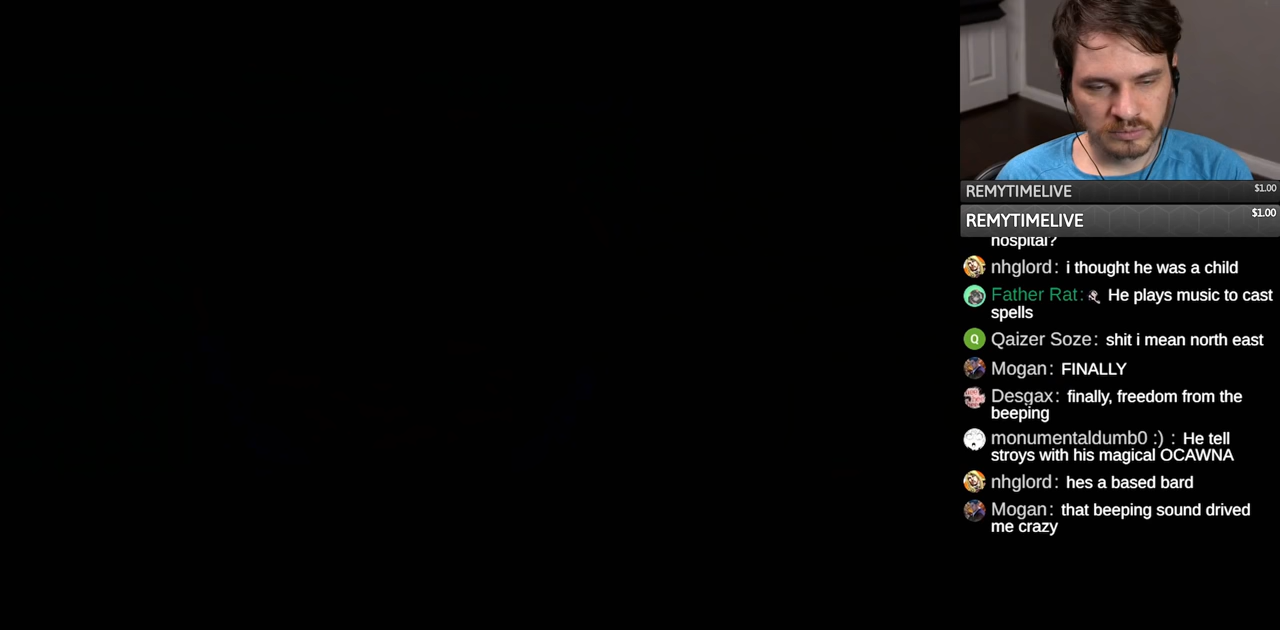 REMYTIMELIVE $1.00
REMYTIMELIVE $1.00
hospital?
nhglord: i thought he was a child
Father Rat: He plays music to cast
spells
Q Qaizer Soze: shit i mean north east
Mogan: FINALLY
Desgax: finally, freedom from the
beeping
monumentaldumb0 :) : He tell
stroys with his magical OCAWNA
nhglord: hes a based bard
Mogan: that beeping sound drived
me crazy